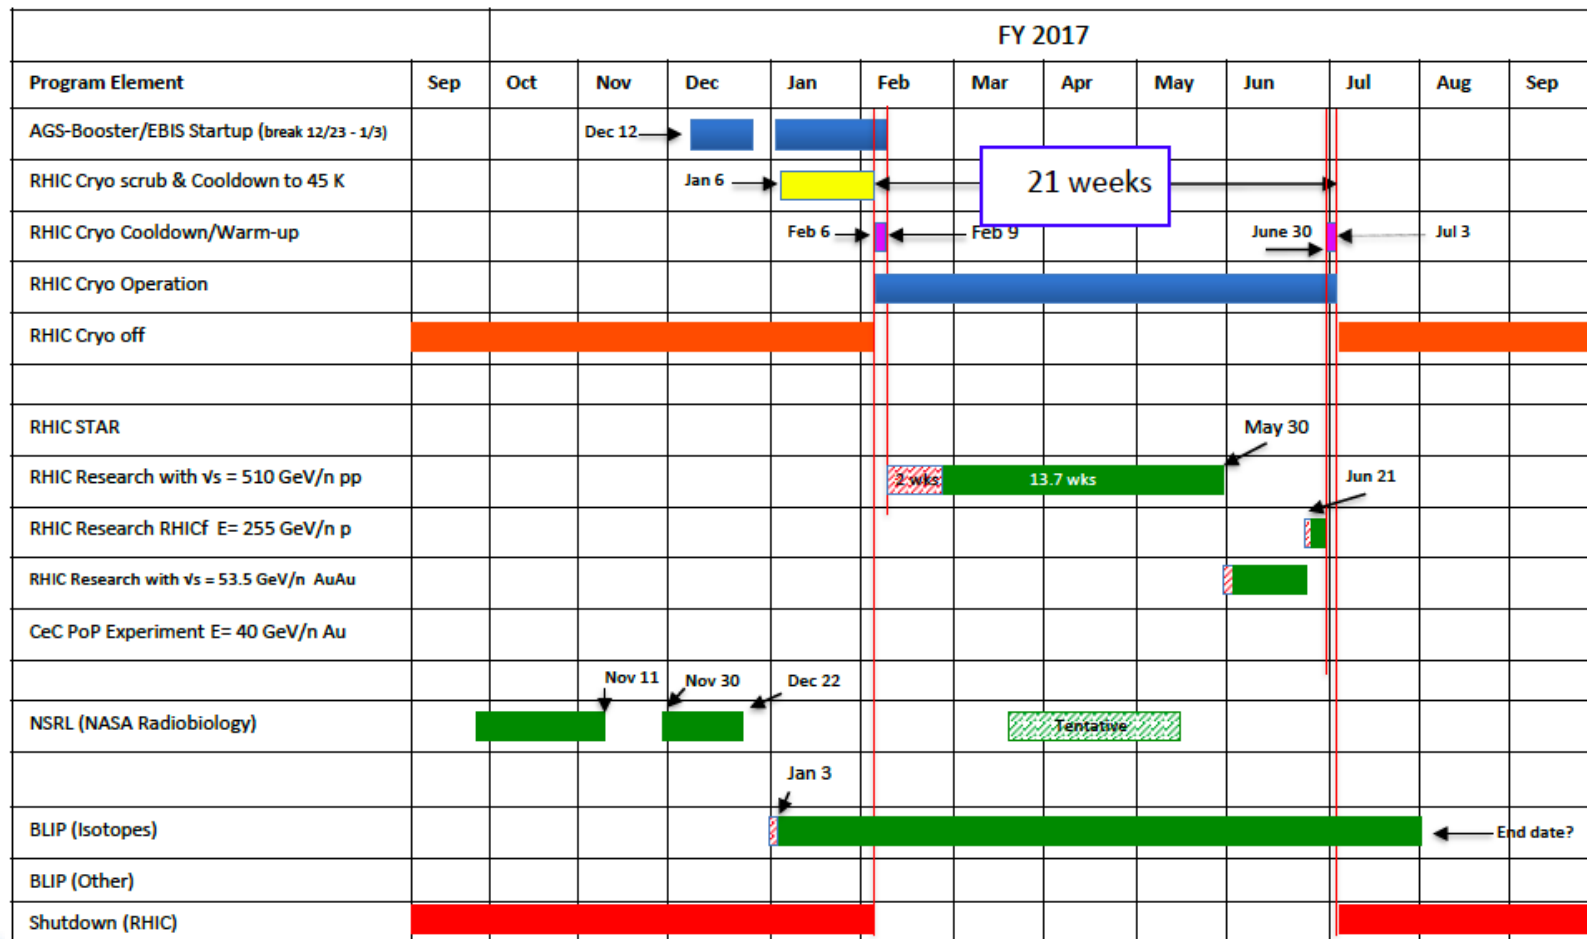 FY 2017
Program Element Sep Oct Nov Dec Jan Feb Mar Apr May Jun Jul Aug Sep
AGS-Booster/EBIS Startup (break 12/23 - 1/3) Dec 12
RHIC Cryo scrub & Cooldown to 45 K Jan 6 21 weeks
RHIC Cryo Cooldown/Warm-up Feb 6 Feb 9 June 30 Jul 3
RHIC Cryo Operation
RHIC Cryo off
RHIC STAR May 30
RHIC Research with √s = 510 GeV/n pp 2 wks 13.7 wks Jun 21
RHIC Research RHICf E= 255 GeV/n p
RHIC Research with √s = 53.5 GeV/n AuAu
CeC PoP Experiment E= 40 GeV/n Au
Nov 11 Nov 30 Dec 22
NSRL (NASA Radiobiology) Tentative
Jan 3
BLIP (Isotopes) End date?
BLIP (Other)
Shutdown (RHIC)